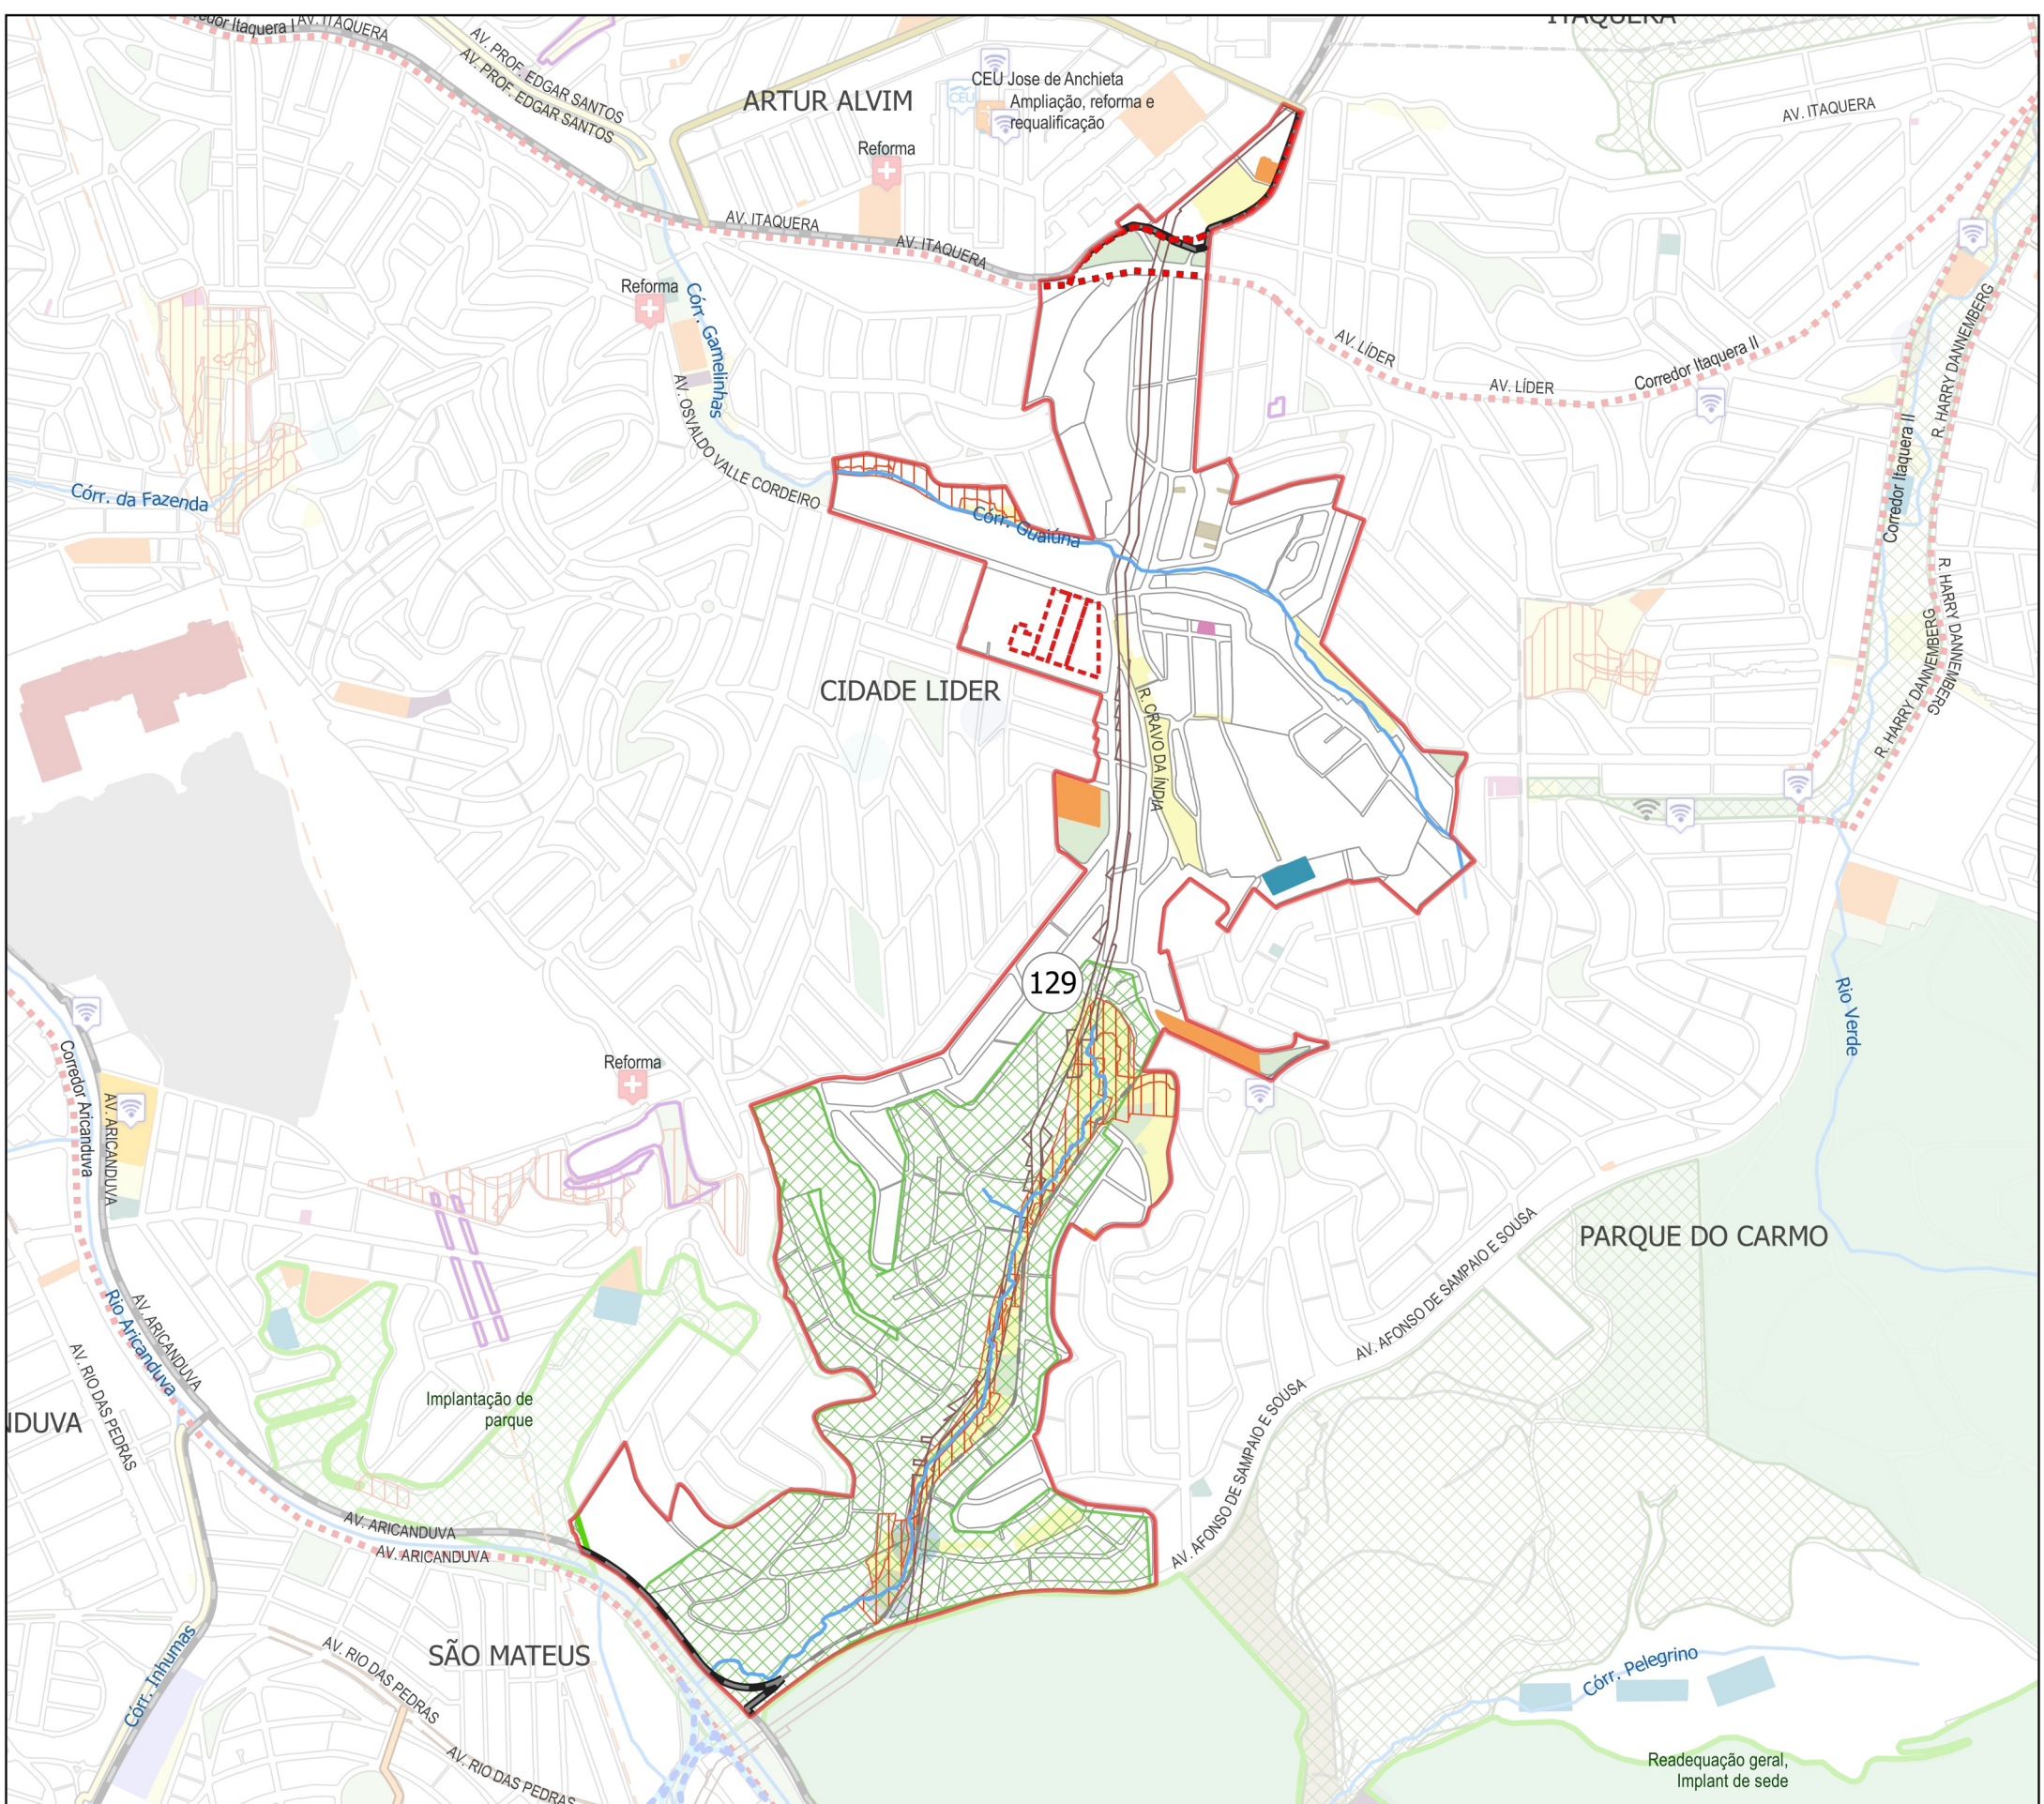 Corredor Itaquera I
AV. ITAQUERA
AV. PROF. EDGAR SANTOS
AV. PROF. EDGAR SANTOS
ITAQUERA
ARTUR ALVIM
CEU Jose de Anchieta
CEU
Ampliação, reforma e
requalificação
AV. ITAQUERA
Reforma
AV. ITAQUERA
AV. ITAQUERA
Reforma
Córr. Gamelinhas
AV. LÍDER
AV. LÍDER
Corredor Itaquera II
R. HARRY DANNEMBERG
AV. OSVALDO VALLE CORDEIRO
Córr. da Fazenda
Córr. Guaiúna
Corredor Itaquera II
R. HARRY DANNEMBERG
R. HARRY DANNEMBERG
R. HARRY DANNEMBERG
CIDADE LIDER
R. CRAVO DA ÍNDIA
129
Rio Verde
Reforma
Corredor Aricanduva
AV. ARICANDUVA
PARQUE DO CARMO
AV. AFONSO DE SAMPAIO E SOUSA
Rio Aricanduva
AV. ARICANDUVA
AV. RIO DAS PEDRAS
Implantação de
parque
NDUVA
AV. AFONSO DE SAMPAIO E SOUSA
AV. ARICANDUVA
AV. ARICANDUVA
SÃO MATEUS
Córr. Inhumas
AV. RIO DAS PEDRAS
AV. RIO DAS PEDRAS
Córr. Pelegrino
Readequação geral,
Implant de sede